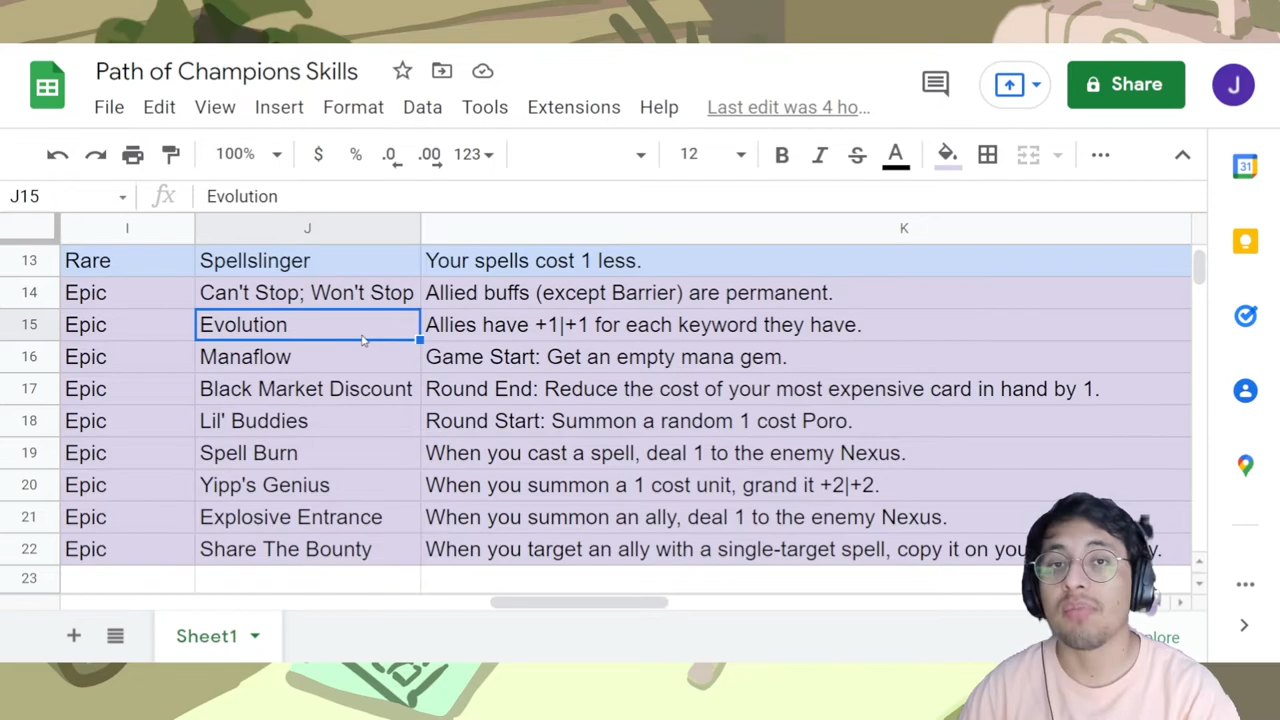 Path of Champions Skills
File Edit View Insert Format Data Tools Extensions Help Last edit was 4 ho...
Share
J
100% $ % .0 .00 123 12 B I S A
J15 fx Evolution
31
I J K
13 Rare Spellslinger Your spells cost 1 less.
14 Epic Can't Stop; Won't Stop Allied buffs (except Barrier) are permanent.
15 Epic Evolution Allies have +1|+1 for each keyword they have.
16 Epic Manaflow Game Start: Get an empty mana gem.
17 Epic Black Market Discount Round End: Reduce the cost of your most expensive card in hand by 1.
18 Epic Lil' Buddies Round Start: Summon a random 1 cost Poro.
19 Epic Spell Burn When you cast a spell, deal 1 to the enemy Nexus.
20 Epic Yipp's Genius When you summon a 1 cost unit, grand it +2|+2.
21 Epic Explosive Entrance When you summon an ally, deal 1 to the enemy Nexus.
22 Epic Share The Bounty When you target an ally with a single-target spell, copy it on
23
Sheet1